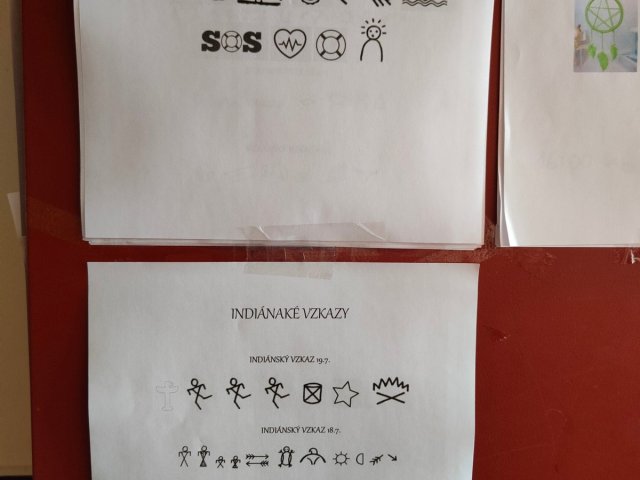 SOS
INDIÁNAKÉ VZKAZY
INDIÁNSKÝ VZKAZ 19.7.
INDIÁNSKÝ VZKAZ 18.7.